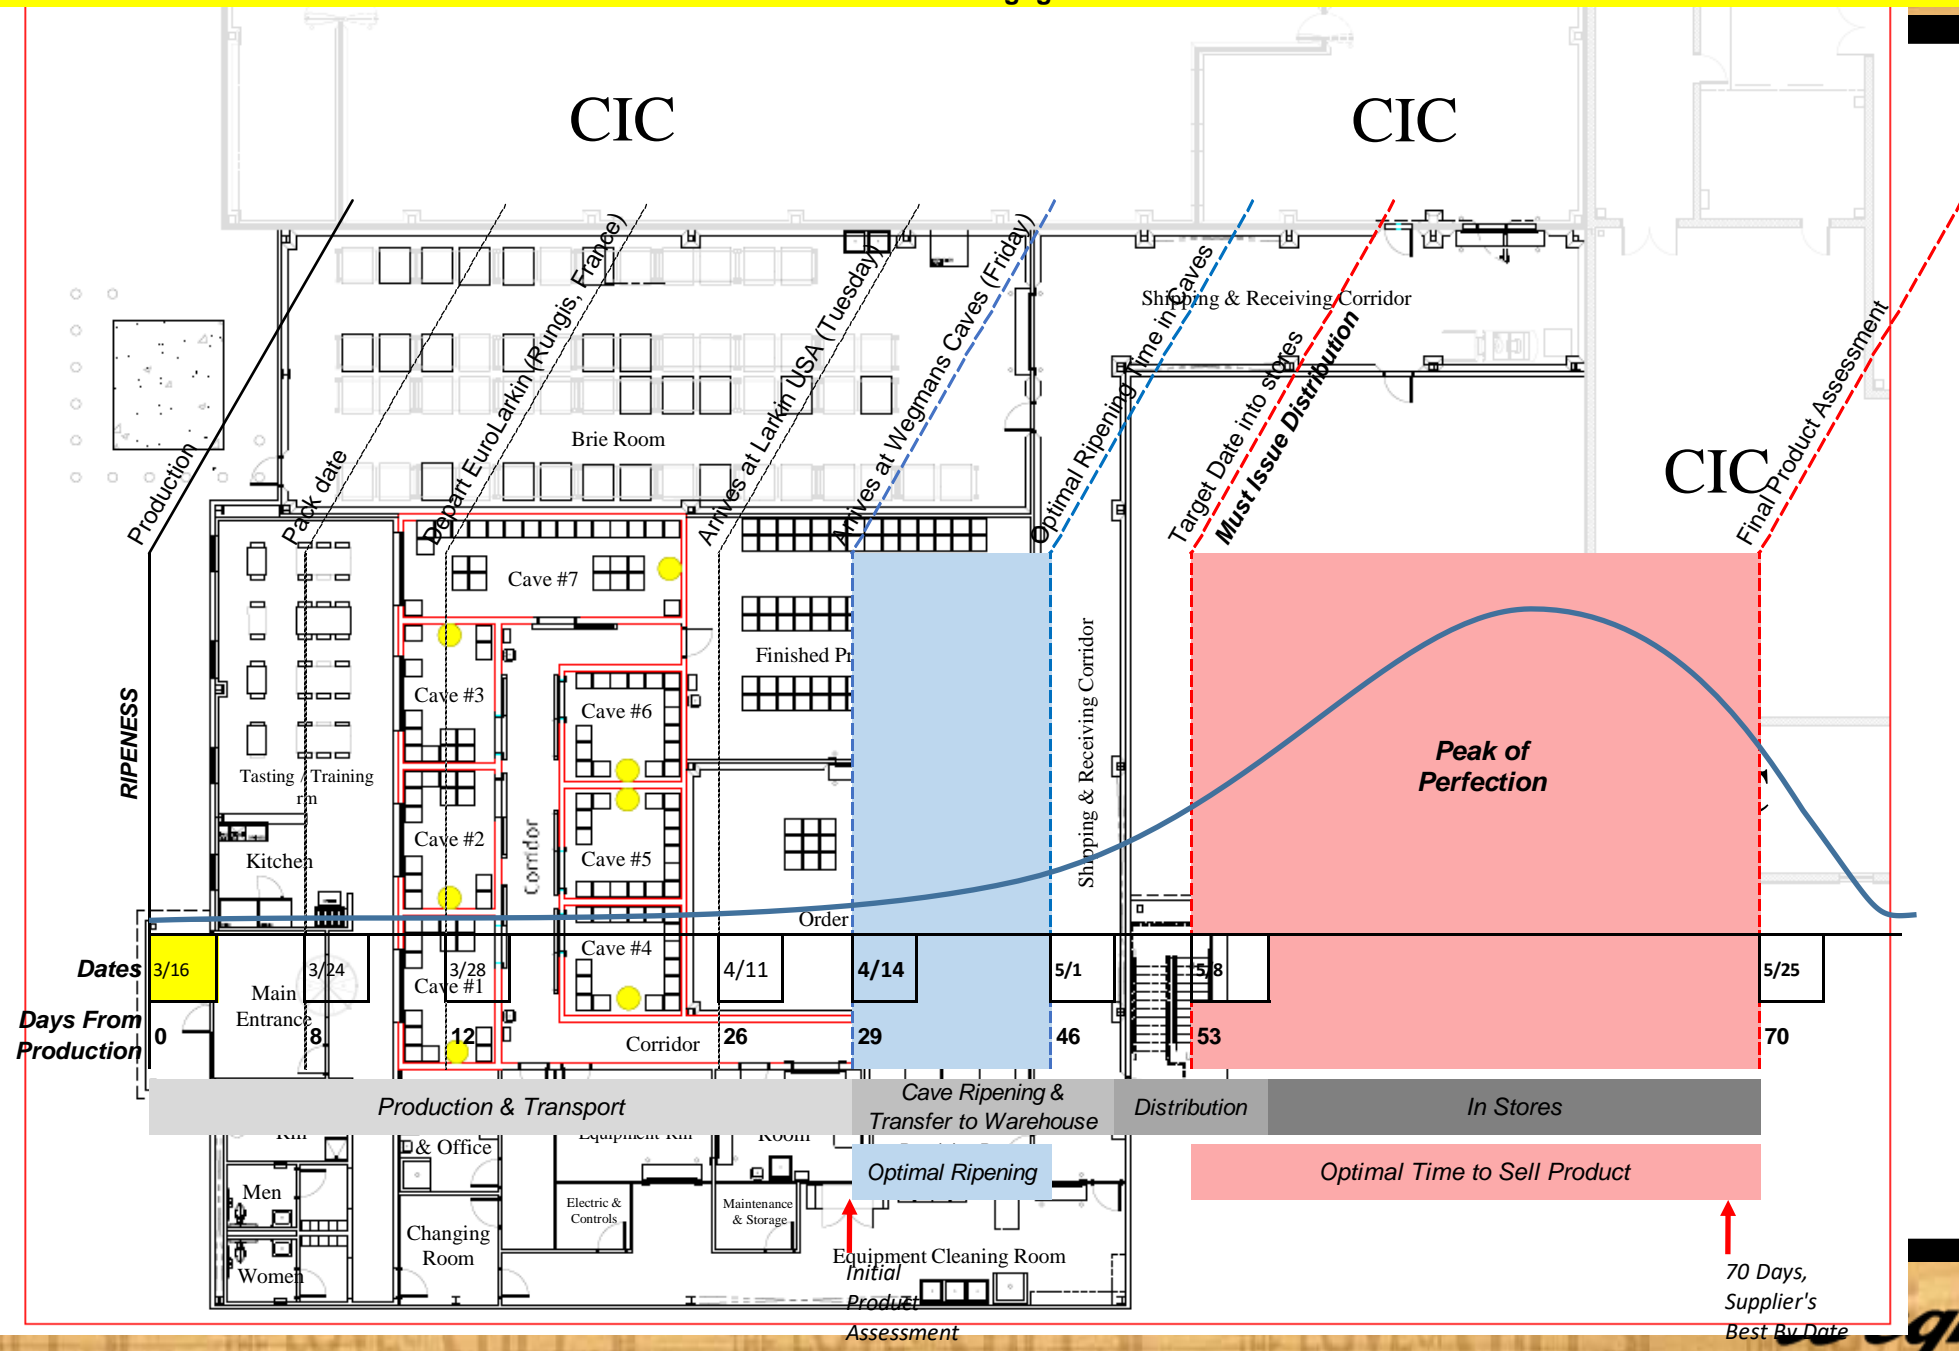 CIC
CIC
CIC
Production
Pack date
Depart EuroLarkin (Rungis, France)
Arrives at Larkin USA (Tuesday)
Arrives at Wegmans Caves (Friday)
Optimal Ripening Time in Caves
Target Date into stores
Must Issue Distribution
Final Product Assessment
Shipping & Receiving Corridor
Brie Room
Cave #7
Cave #3
Cave #6
Finished Pr
Tasting / Training
rm
Cave #2
Cave #5
Kitchen
Corridor
Shipping & Receiving Corridor
Order
Cave #4
Cave #1
Main
Entrance
Corridor
RIPENESS
Peak of
Perfection
Dates
3/16
3/24
3/28
4/11
4/14
5/1
5/8
5/25
Days From
Production
0
8
12
26
29
46
53
70
Production & Transport
Cave Ripening &
Transfer to Warehouse
Distribution
In Stores
Optimal Ripening
Optimal Time to Sell Product
& Office
Equipment Rm
Room
Men
Women
Changing
Room
Electric &
Controls
Maintenance
& Storage
Equipment Cleaning Room
Initial
Product
Assessment
70 Days,
Supplier's
Best By Date